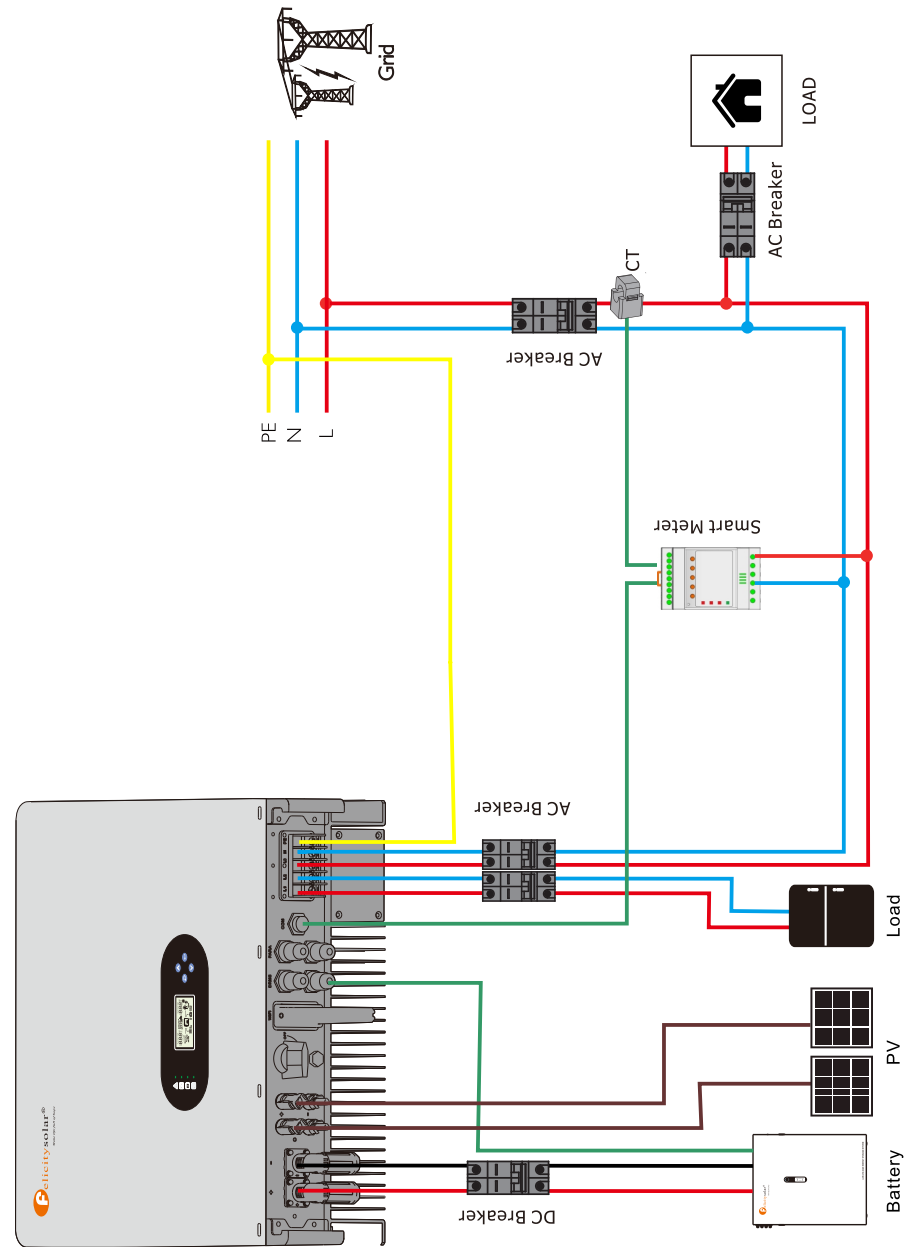 Grid
LOAD
AC Breaker
CT
AC Breaker
PE
N
L
Smart Meter
AC Breaker
felicitysolar®
Load
PV
DC Breaker
Battery